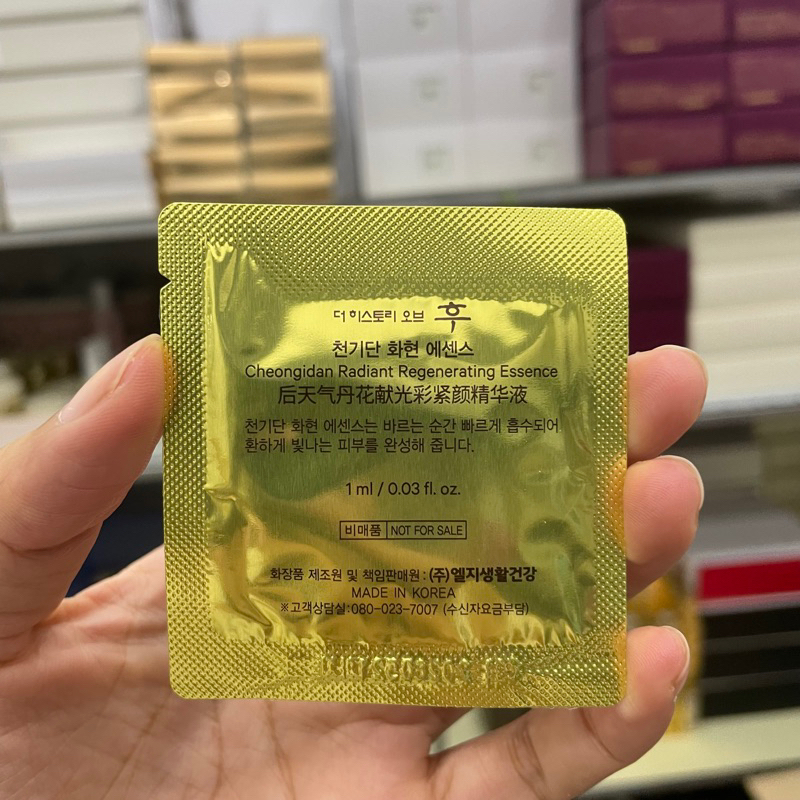 더 히스토리 오브 후
천기단 화현 에센스
Cheongidan Radiant Regenerating Essence
后天气丹花献光彩紧颜精华液
천기단 화현 에센스는 바르는 순간 빠르게 흡수되어
환하게 빛나는 피부를 완성해 줍니다.
1 ml / 0.03 fl. oz.
비매품 NOT FOR SALE
화장품 제조원 및 책임판매원 : (주)엘지생활건강
MADE IN KOREA
※고객상담실:080-023-7007 (수신자요금부담)